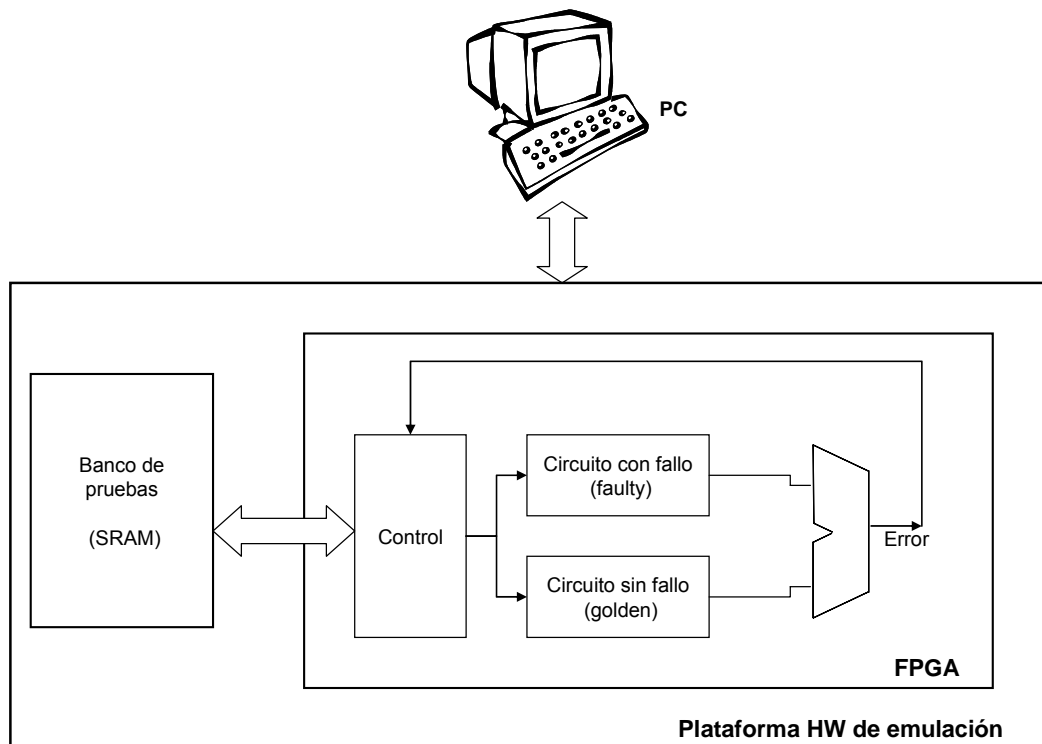 PC
Banco de
pruebas
(SRAM)
Control
Circuito con fallo
(faulty)
Circuito sin fallo
(golden)
Error
FPGA
Plataforma HW de emulación